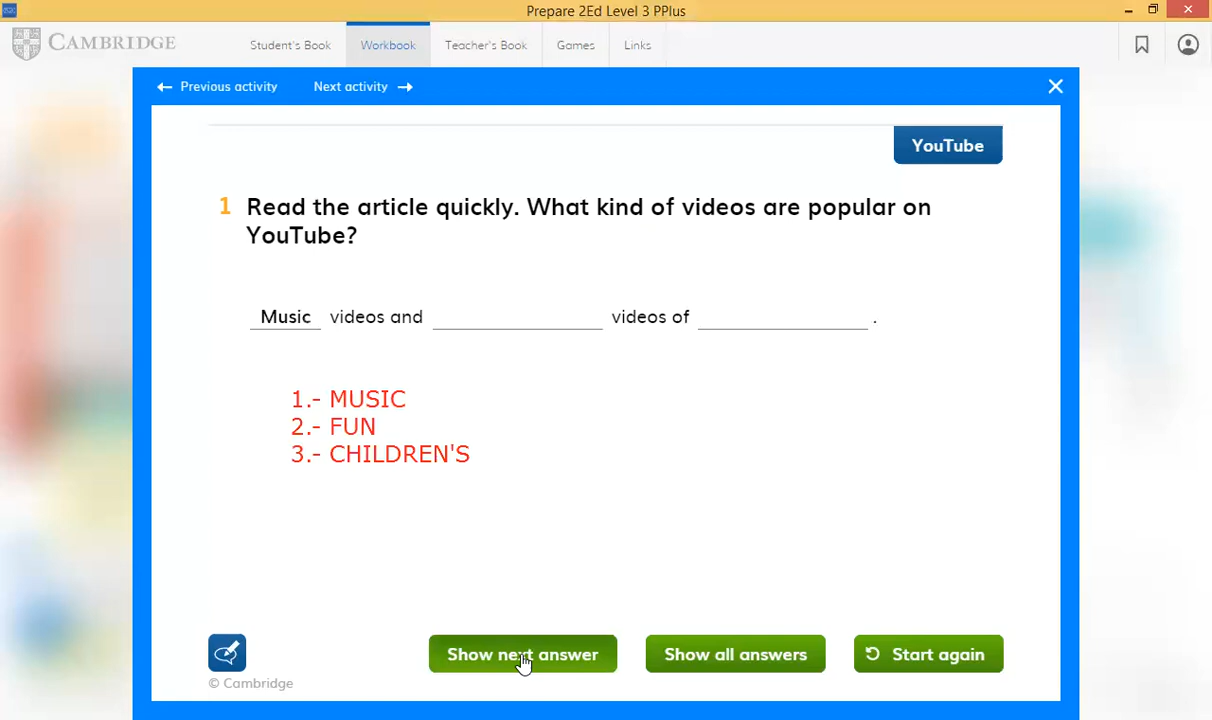 Prepare 2Ed Level 3 PPlus
CAMBRIDGE
Student's Book
Workbook
Teacher's Book
Games
Links
← Previous activity
Next activity →
YouTube
1 Read the article quickly. What kind of videos are popular on
YouTube?
Music videos and videos of .
1.- MUSIC
2.- FUN
3.- CHILDREN'S
Show next answer
Show all answers
Start again
© Cambridge